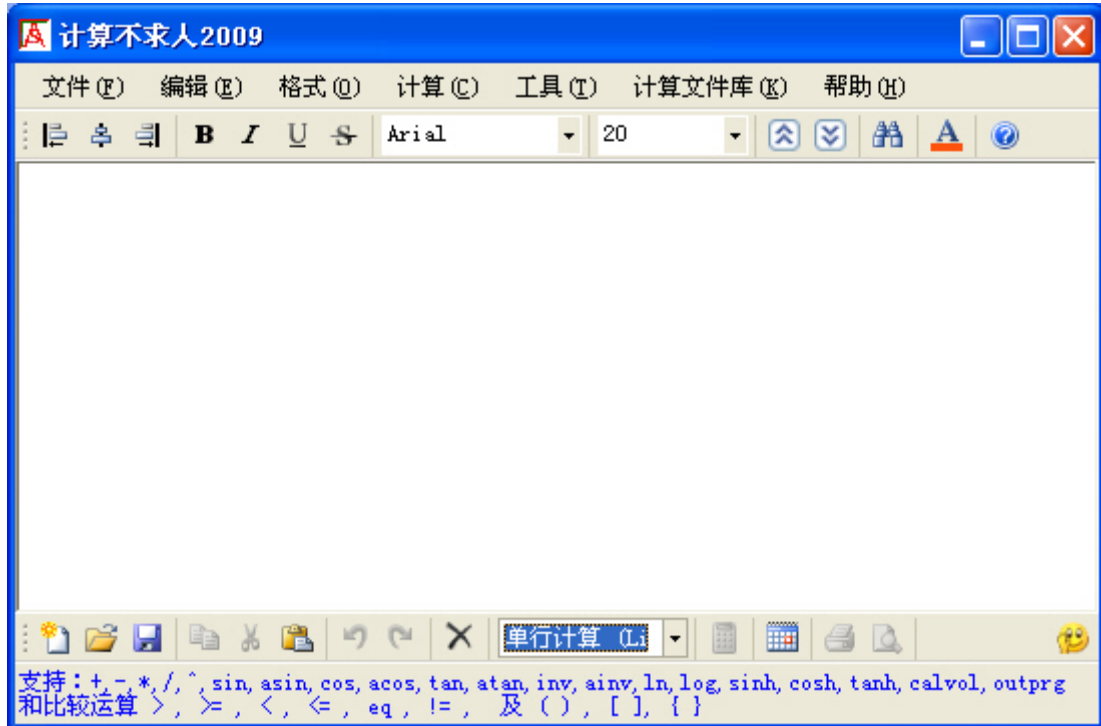 计算不求人2009
文件(F) 编辑(E) 格式(O) 计算(C) 工具(T) 计算文件库(K) 帮助(H)
B I U S Arial 20 A
单行计算 (Li
支持：+,-,*,/,^,sin,asin,cos,acos,tan,atan,inv,ainv,ln,log,sinh,cosh,tanh,calvol,outprg
和比较运算 >, >=, <, <=, eq, !=, 及 (), [ ], { }